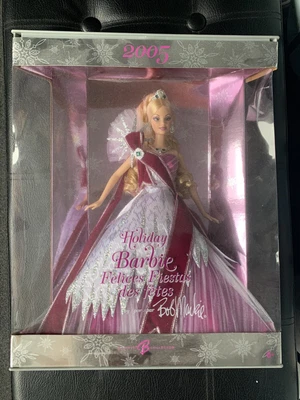 2005
Holiday
Barbie
Felices Fiestas
des fêtes
Bob Mackie
B